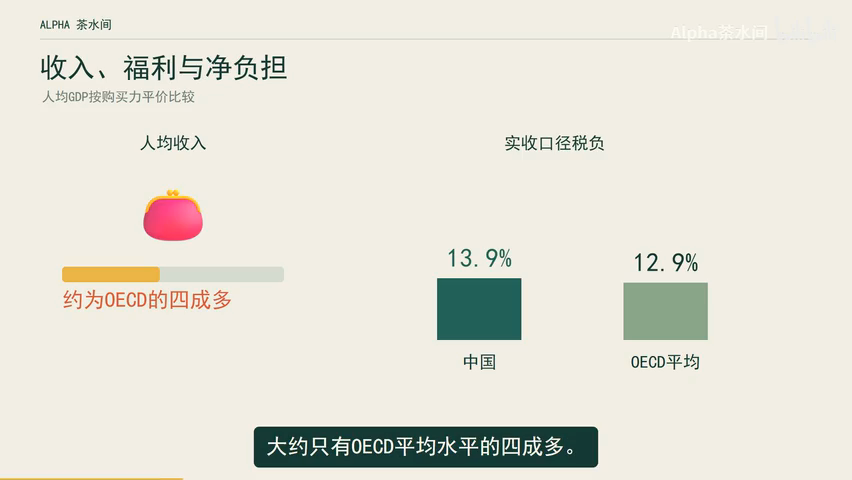 ALPHA 茶水间
Alpha茶水间
收入、福利与净负担
人均GDP按购买力平价比较
人均收入
实收口径税负
13.9%
12.9%
约为OECD的四成多
中国
OECD平均
大约只有OECD平均水平的四成多。